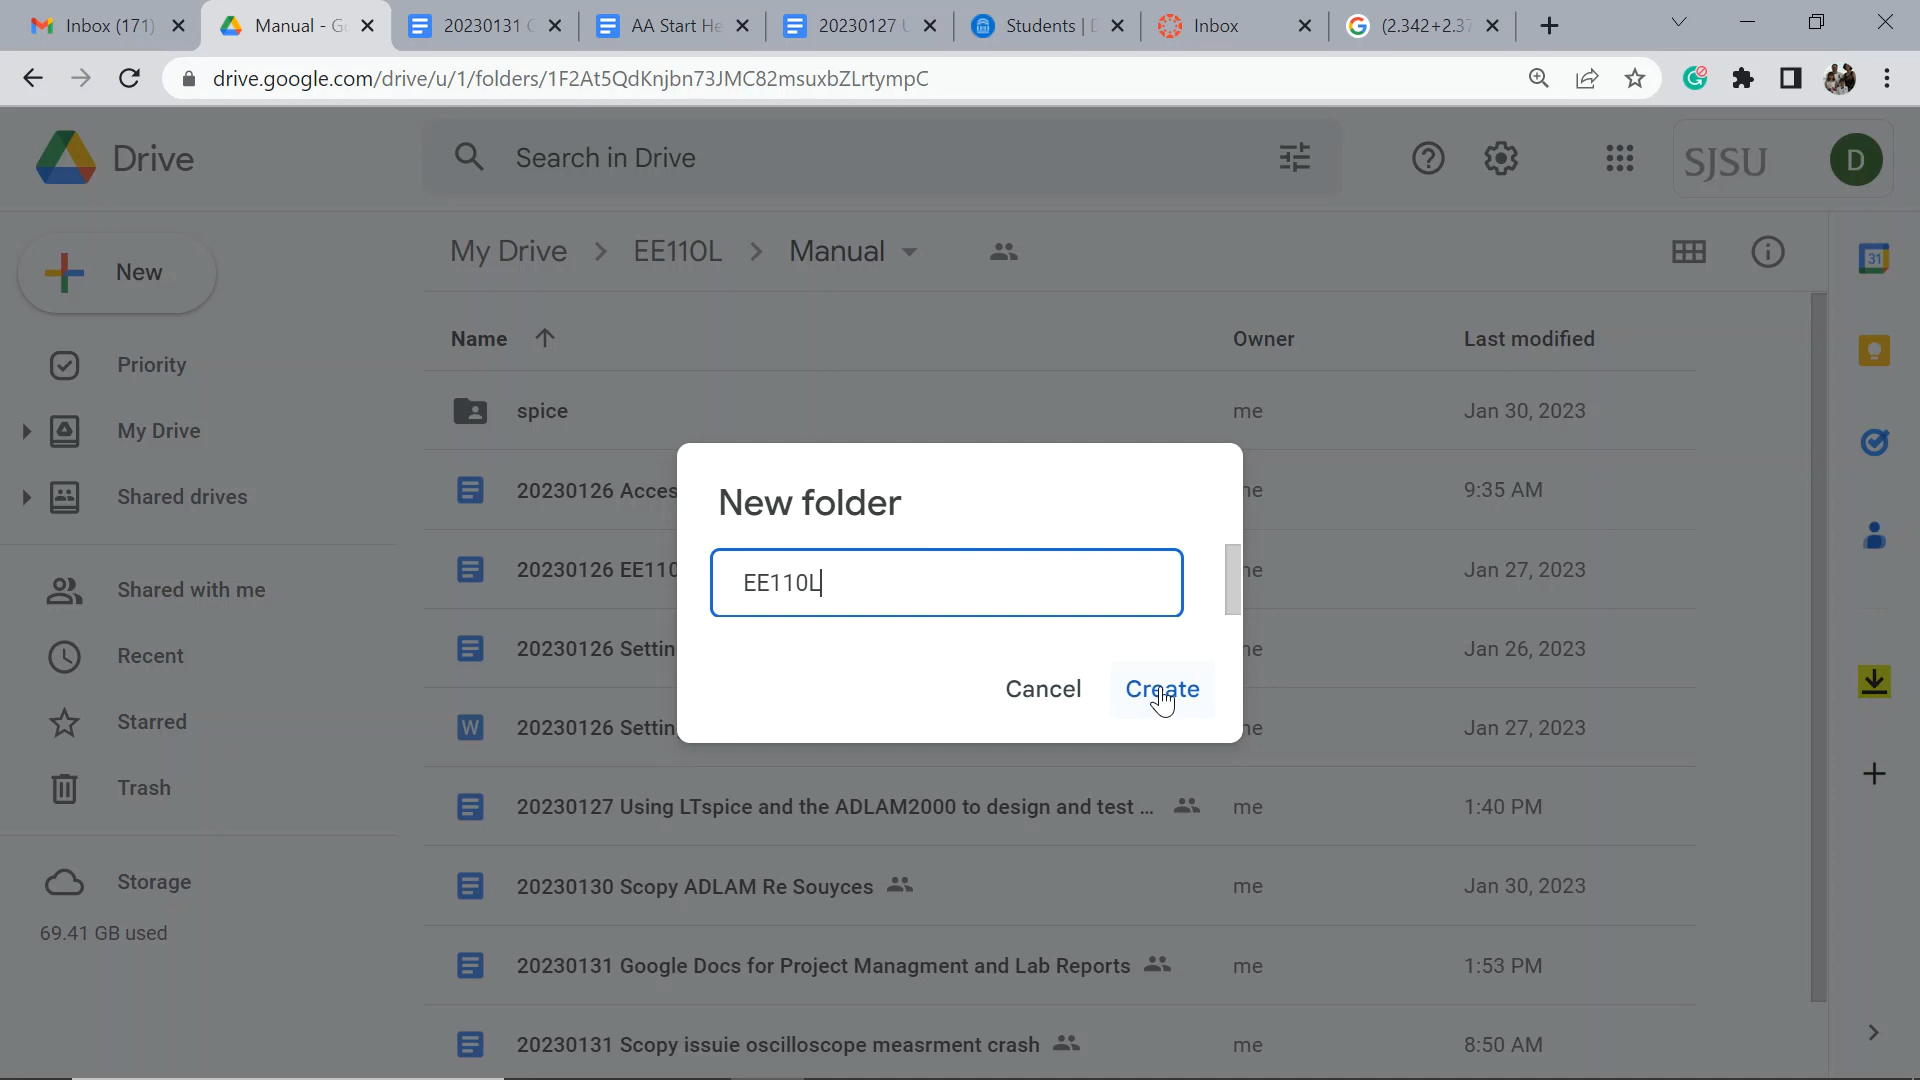 Inbox (171)
Manual - G
20230131 G
AA Start He
20230127 U
Students | D
Inbox
(2.342+2.37
drive.google.com/drive/u/1/folders/1F2At5QdKnjbn73JMC82msuxbZLrtympC
Drive
Search in Drive
SJSU
D
New
My Drive > EE110L > Manual
31
Name
Owner
Last modified
Priority
My Drive
Shared drives
Shared with me
Recent
Starred
Trash
Storage
69.41 GB used
spice
me
Jan 30, 2023
20230126 Acces
me
9:35 AM
20230126 EE110
me
Jan 27, 2023
20230126 Settin
me
Jan 26, 2023
W
20230126 Settin
me
Jan 27, 2023
20230127 Using LTspice and the ADLAM2000 to design and test ...
me
1:40 PM
20230130 Scopy ADLAM Re Souyces
me
Jan 30, 2023
20230131 Google Docs for Project Managment and Lab Reports
me
1:53 PM
20230131 Scopy issuie oscilloscope measrment crash
me
8:50 AM
New folder
EE110L
Cancel
Create